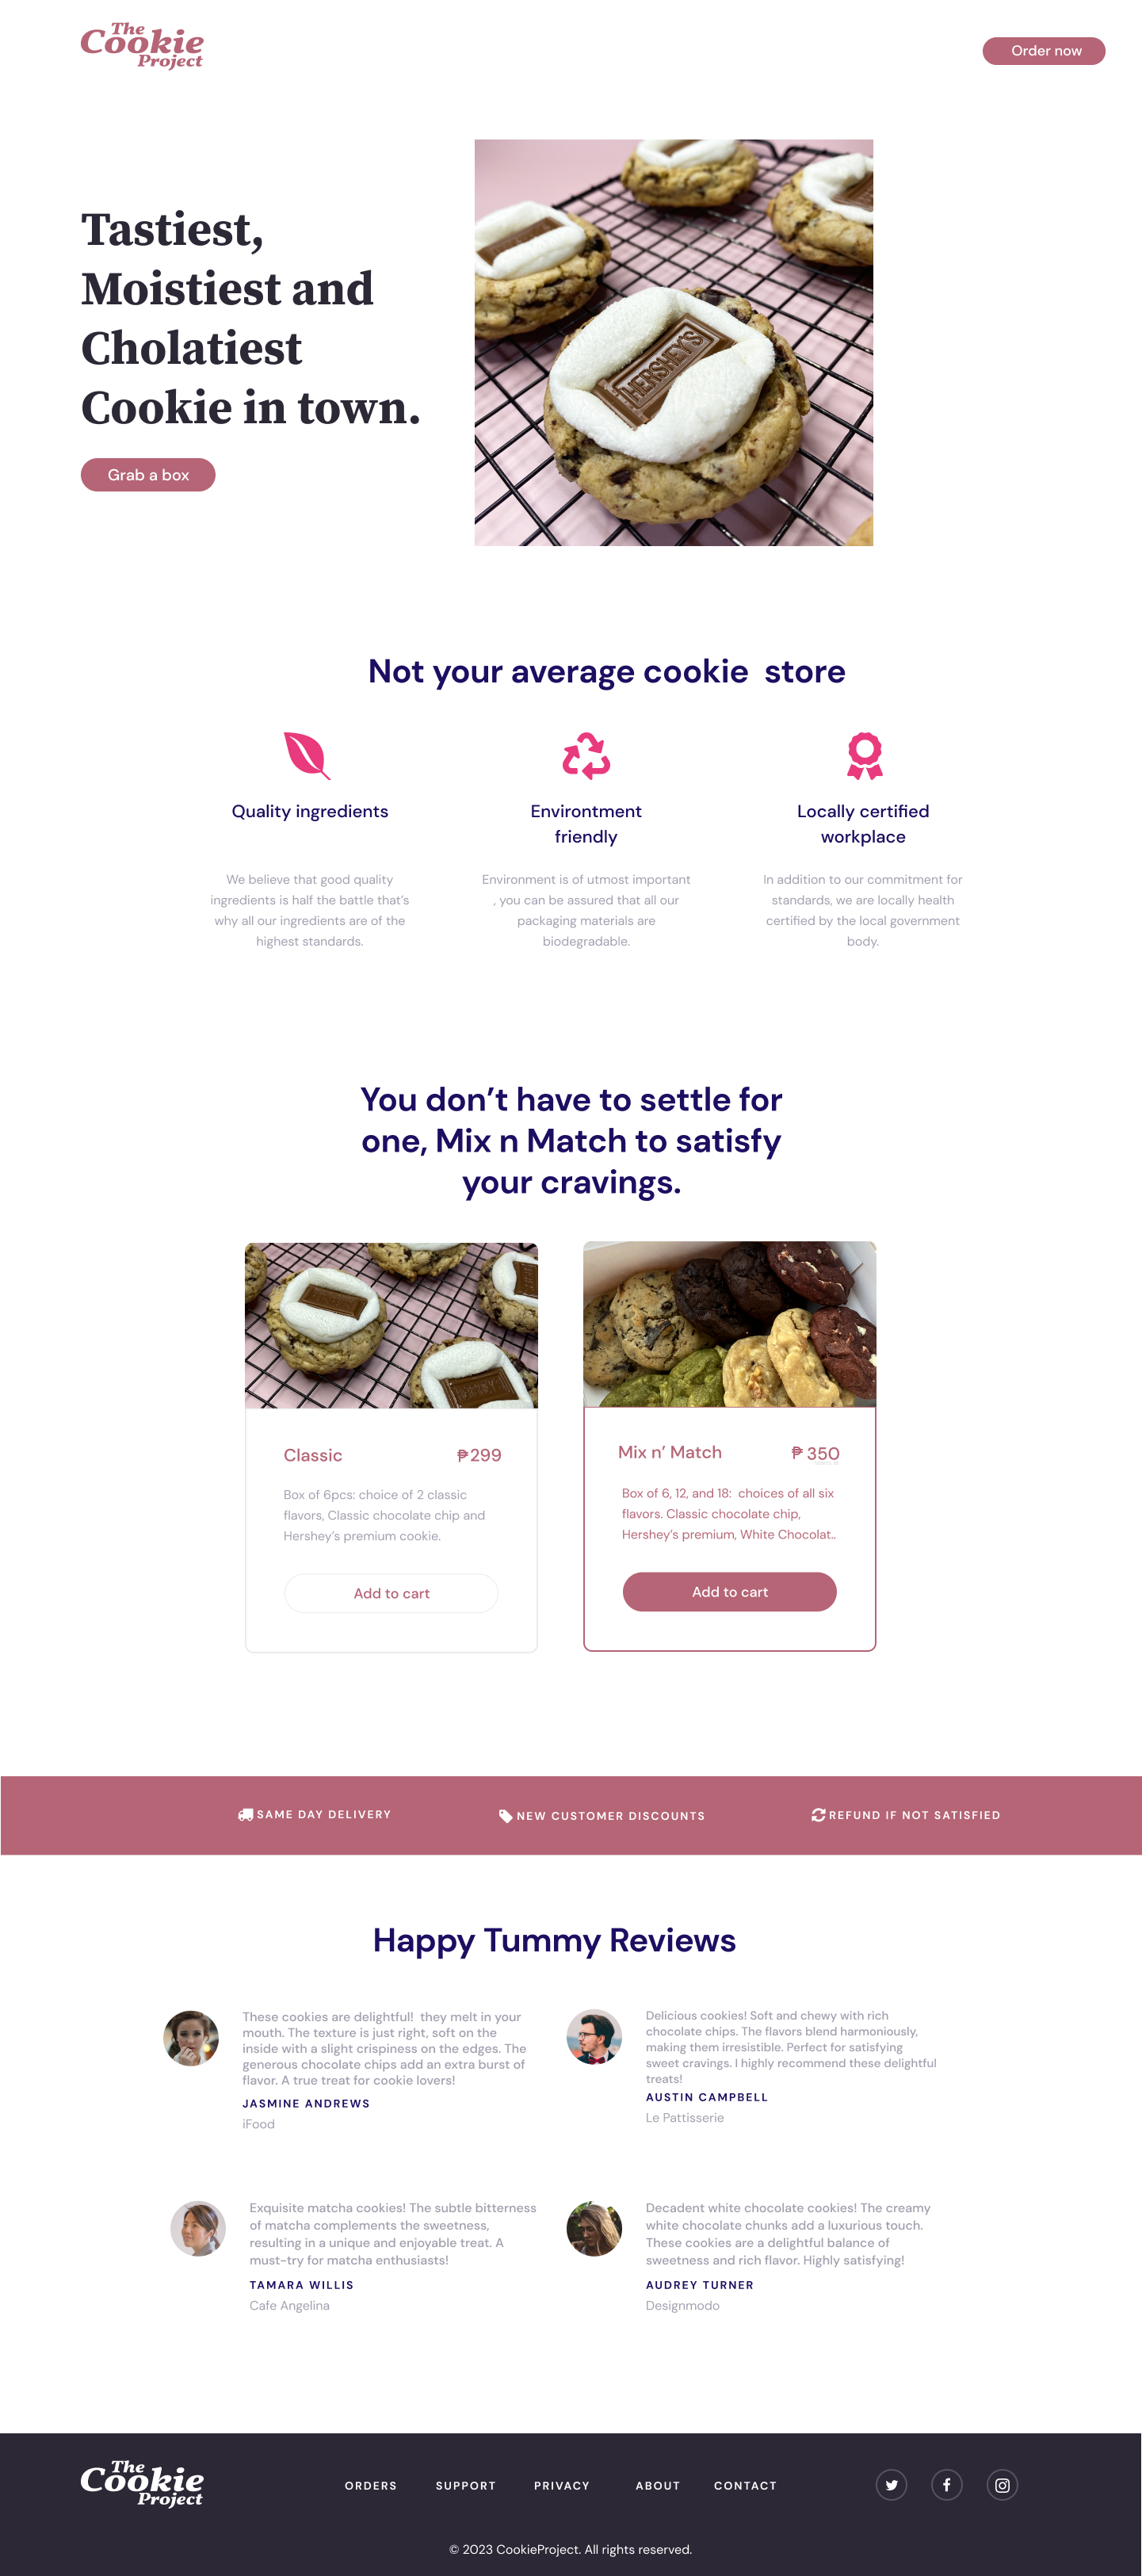 The
Cookie
Project
Order now
Tastiest,
Moistiest and
Cholatiest
Cookie in town.
Grab a box
HERSHEY'S
Not your average cookie  store
Quality ingredients
We believe that good quality
ingredients is half the battle that’s
why all our ingredients are of the
highest standards.
Environtment
friendly
Environment is of utmost important
, you can be assured that all our
packaging materials are
biodegradable.
Locally certified
workplace
In addition to our commitment for
standards, we are locally health
certified by the local government
body.
You don’t have to settle for
one, Mix n Match to satisfy
your cravings.
Classic
₱299
Box of 6pcs: choice of 2 classic
flavors, Classic chocolate chip and
Hershey’s premium cookie.
Add to cart
Mix n’ Match
₱ 350
Box of 6, 12, and 18:  choices of all six
flavors. Classic chocolate chip,
Hershey’s premium, White Chocolat..
Add to cart
SAME DAY DELIVERY
NEW CUSTOMER DISCOUNTS
REFUND IF NOT SATISFIED
Happy Tummy Reviews
These cookies are delightful!  they melt in your
mouth. The texture is just right, soft on the
inside with a slight crispiness on the edges. The
generous chocolate chips add an extra burst of
flavor. A true treat for cookie lovers!
JASMINE ANDREWS
iFood
Delicious cookies! Soft and chewy with rich
chocolate chips. The flavors blend harmoniously,
making them irresistible. Perfect for satisfying
sweet cravings. I highly recommend these delightful
treats!
AUSTIN CAMPBELL
Le Pattisserie
Exquisite matcha cookies! The subtle bitterness
of matcha complements the sweetness,
resulting in a unique and enjoyable treat. A
must-try for matcha enthusiasts!
TAMARA WILLIS
Cafe Angelina
Decadent white chocolate cookies! The creamy
white chocolate chunks add a luxurious touch.
These cookies are a delightful balance of
sweetness and rich flavor. Highly satisfying!
AUDREY TURNER
Designmodo
The
Cookie
Project
ORDERS
SUPPORT
PRIVACY
ABOUT
CONTACT
© 2023 CookieProject. All rights reserved.